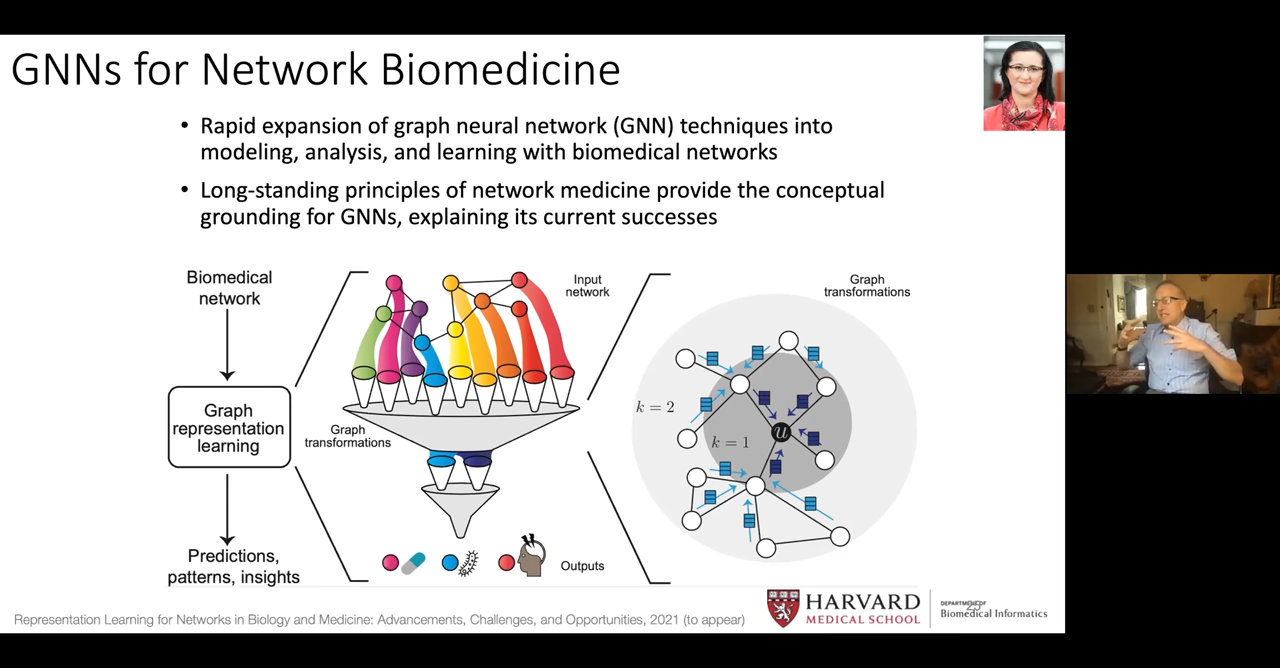 GNNs for Network Biomedicine
• Rapid expansion of graph neural network (GNN) techniques into
modeling, analysis, and learning with biomedical networks
• Long-standing principles of network medicine provide the conceptual
grounding for GNNs, explaining its current successes
Biomedical
network
Graph
representation
learning
Predictions,
patterns, insights
Input
network
Graph
transformations
Outputs
Graph
transformations
k = 2
k = 1
u
Representation Learning for Networks in Biology and Medicine: Advancements, Challenges, and Opportunities, 2021 (to appear)
HARVARD
MEDICAL SCHOOL
DEPARTMENT OF
Biomedical Informatics